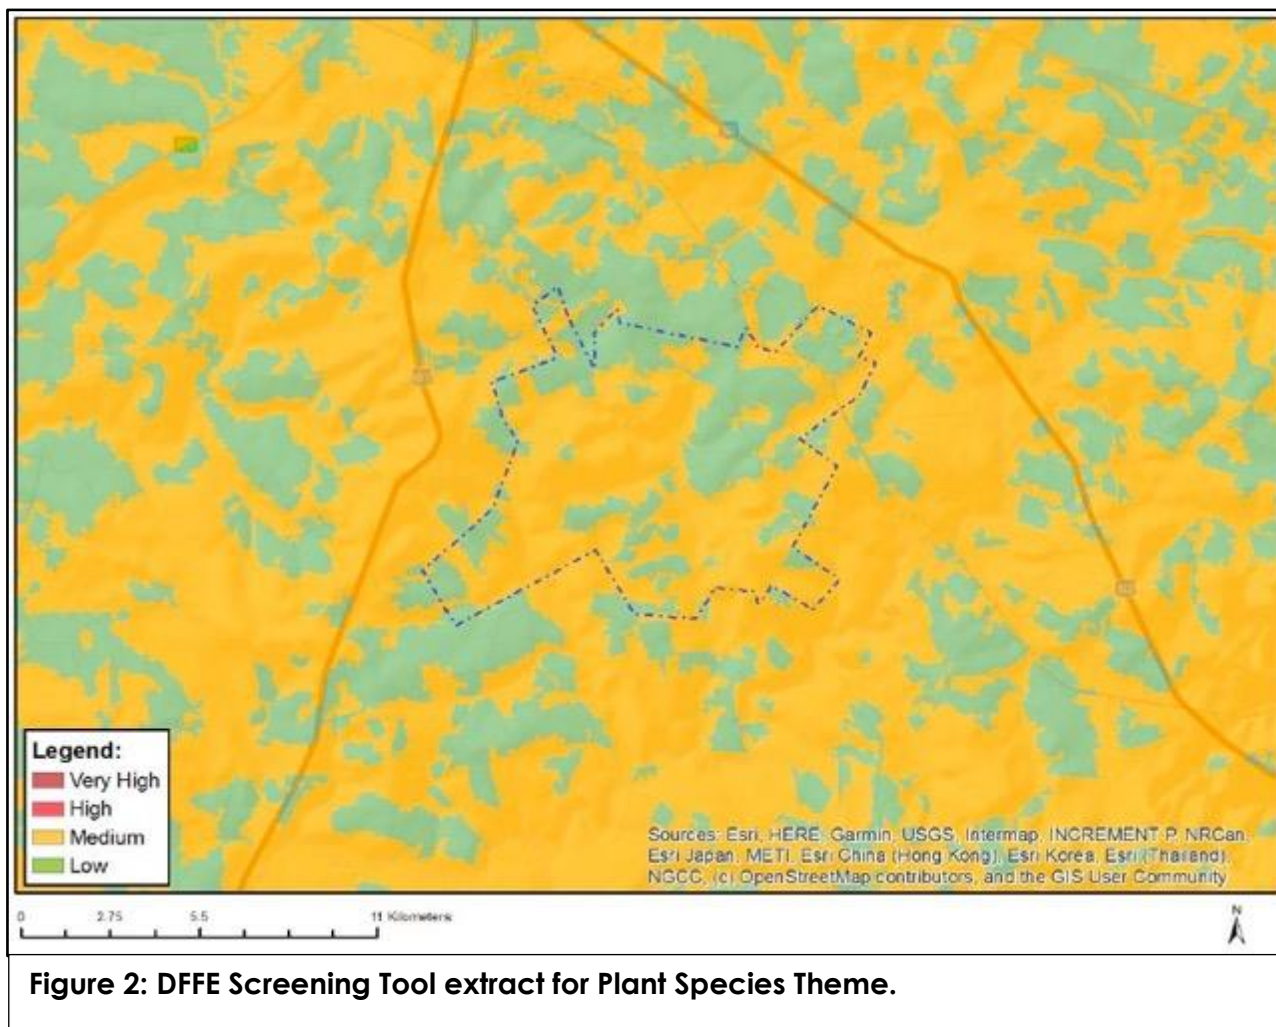 Legend:
Very High
High
Medium
Low
Sources: Esri, HERE, Garmin, USGS, Intermap, INCREMENT P, NRCan,
Esri Japan, METI, Esri China (Hong Kong), Esri Korea, Esri (Thailand),
NGCC, (c) OpenStreetMap contributors, and the GIS User Community
0 2.75 5.5 11 Kilometers
N
Figure 2: DFFE Screening Tool extract for Plant Species Theme.